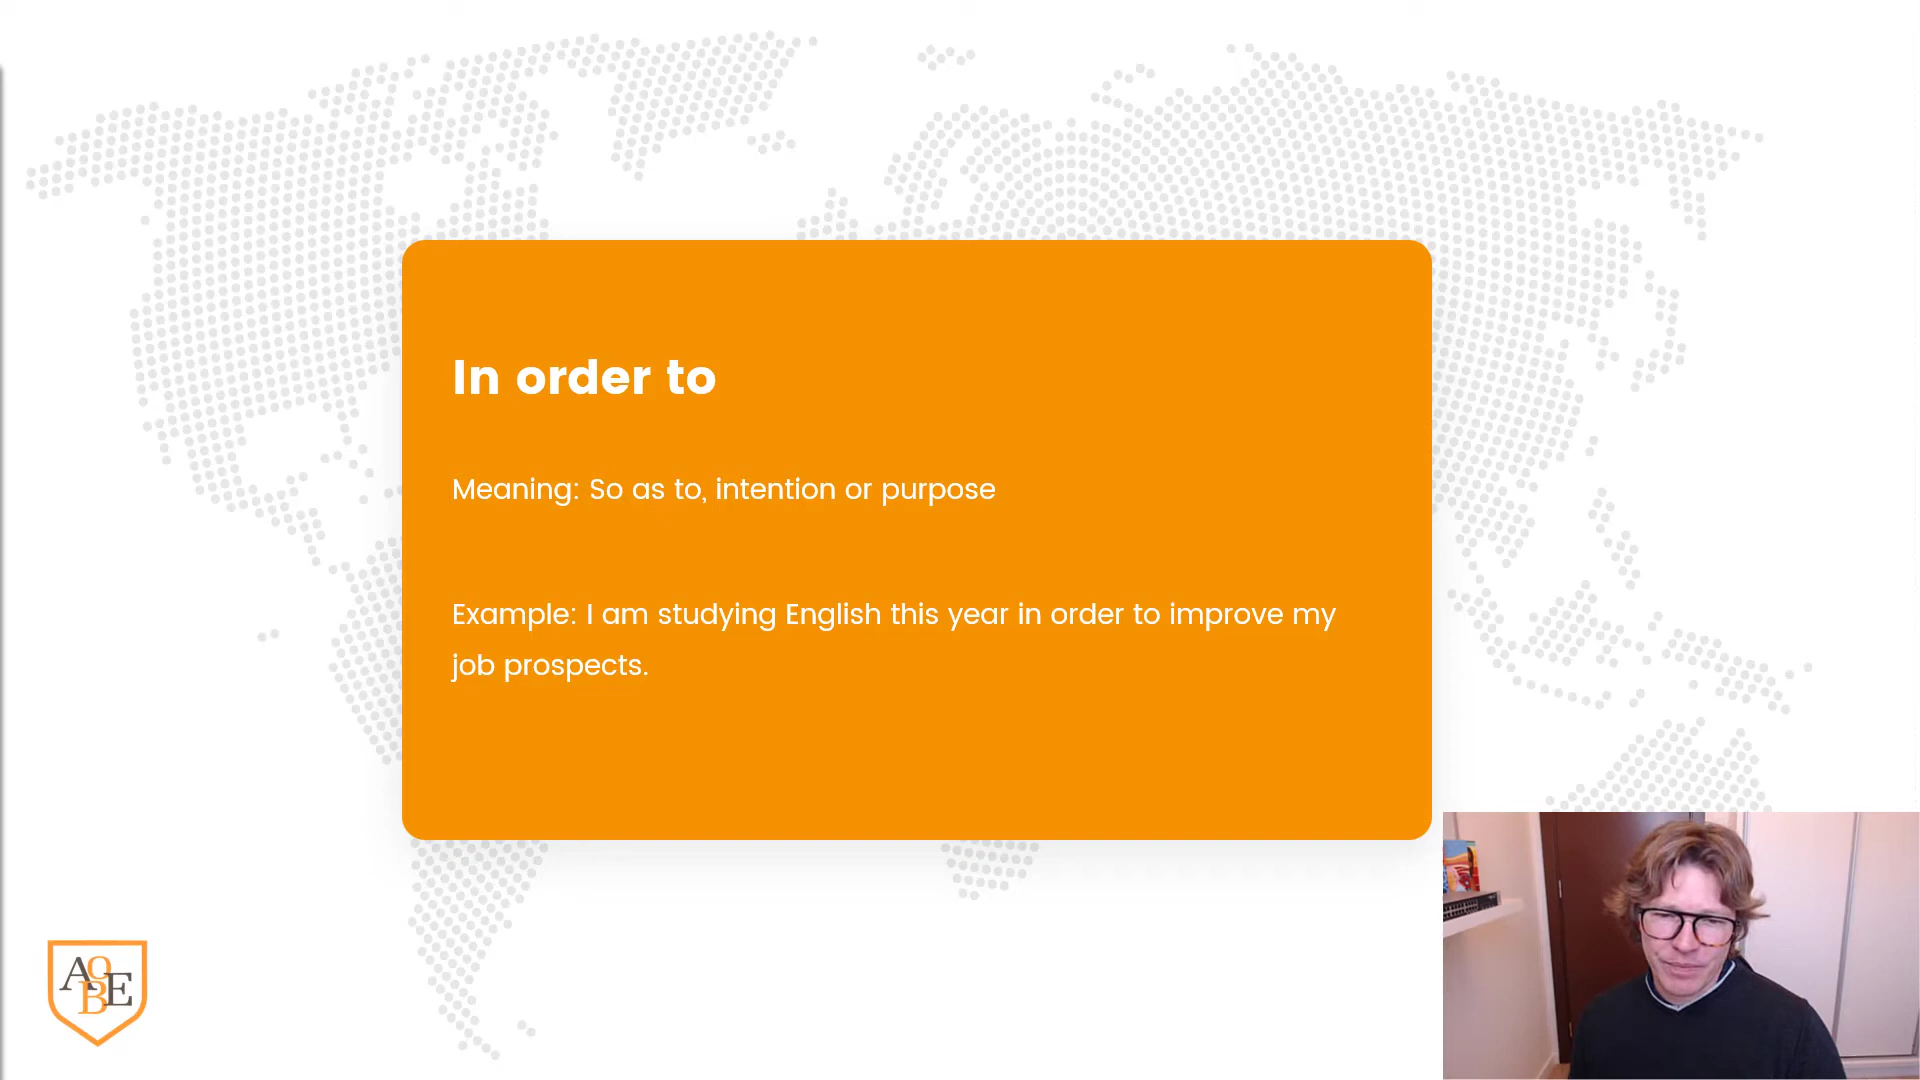 In order to
Meaning: So as to, intention or purpose
Example: I am studying English this year in order to improve my
job prospects.
AOBE